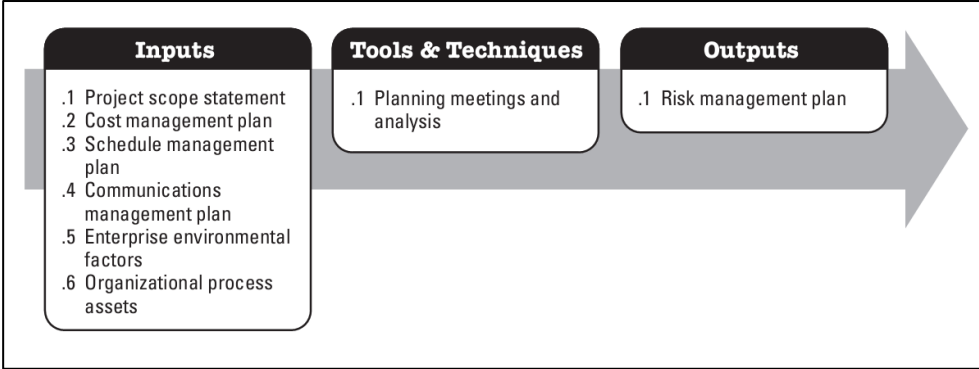 Inputs
.1 Project scope statement
.2 Cost management plan
.3 Schedule management
plan
.4 Communications
management plan
.5 Enterprise environmental
factors
.6 Organizational process
assets
Tools & Techniques
.1 Planning meetings and
analysis
Outputs
.1 Risk management plan